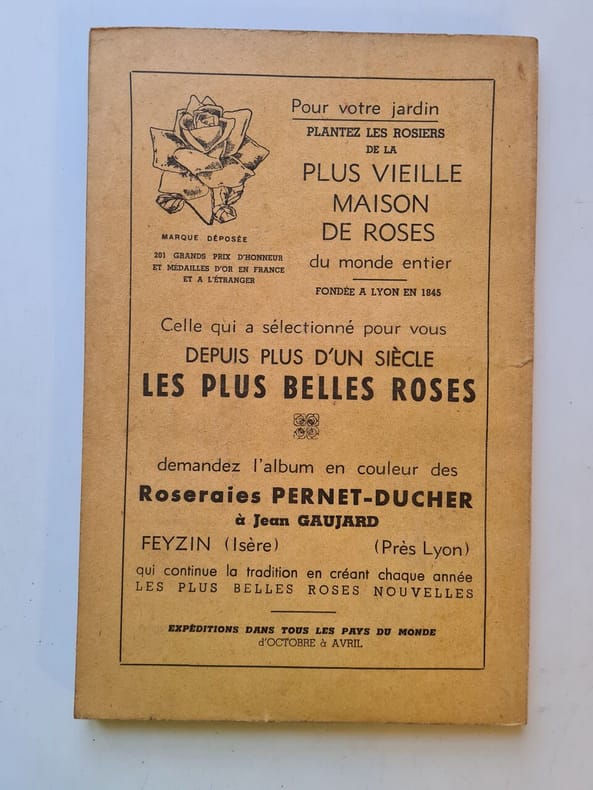 Pour votre jardin
PLANTEZ LES ROSIERS
DE LA
PLUS VIEILLE
MAISON
DE ROSES
du monde entier
FONDÉE A LYON EN 1845
MARQUE DÉPOSÉE
201 GRANDS PRIX D'HONNEUR
ET MÉDAILLES D'OR EN FRANCE
ET A L'ÉTRANGER
Celle qui a sélectionné pour vous
DEPUIS PLUS D'UN SIÈCLE
LES PLUS BELLES ROSES
demandez l'album en couleur des
Roseraies PERNET-DUCHER
à Jean GAUJARD
FEYZIN (Isère) (Près Lyon)
qui continue la tradition en créant chaque année
LES PLUS BELLES ROSES NOUVELLES
EXPÉDITIONS DANS TOUS LES PAYS DU MONDE
d'OCTOBRE à AVRIL